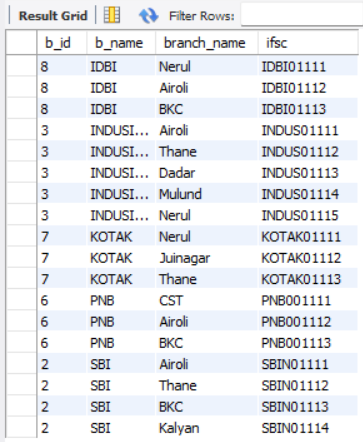 Result Grid Filter Rows:
b_id b_name branch_name ifsc
8 IDBI Nerul IDBI01111
8 IDBI Airoli IDBI01112
8 IDBI BKC IDBI01113
3 INDUSI... Airoli INDUS01111
3 INDUSI... Thane INDUS01112
3 INDUSI... Dadar INDUS01113
3 INDUSI... Mulund INDUS01114
3 INDUSI... Nerul INDUS01115
7 KOTAK Nerul KOTAK01111
7 KOTAK Juinagar KOTAK01112
7 KOTAK Thane KOTAK01113
6 PNB CST PNB001111
6 PNB Airoli PNB001112
6 PNB BKC PNB001113
2 SBI Airoli SBIN01111
2 SBI Thane SBIN01112
2 SBI BKC SBIN01113
2 SBI Kalyan SBIN01114